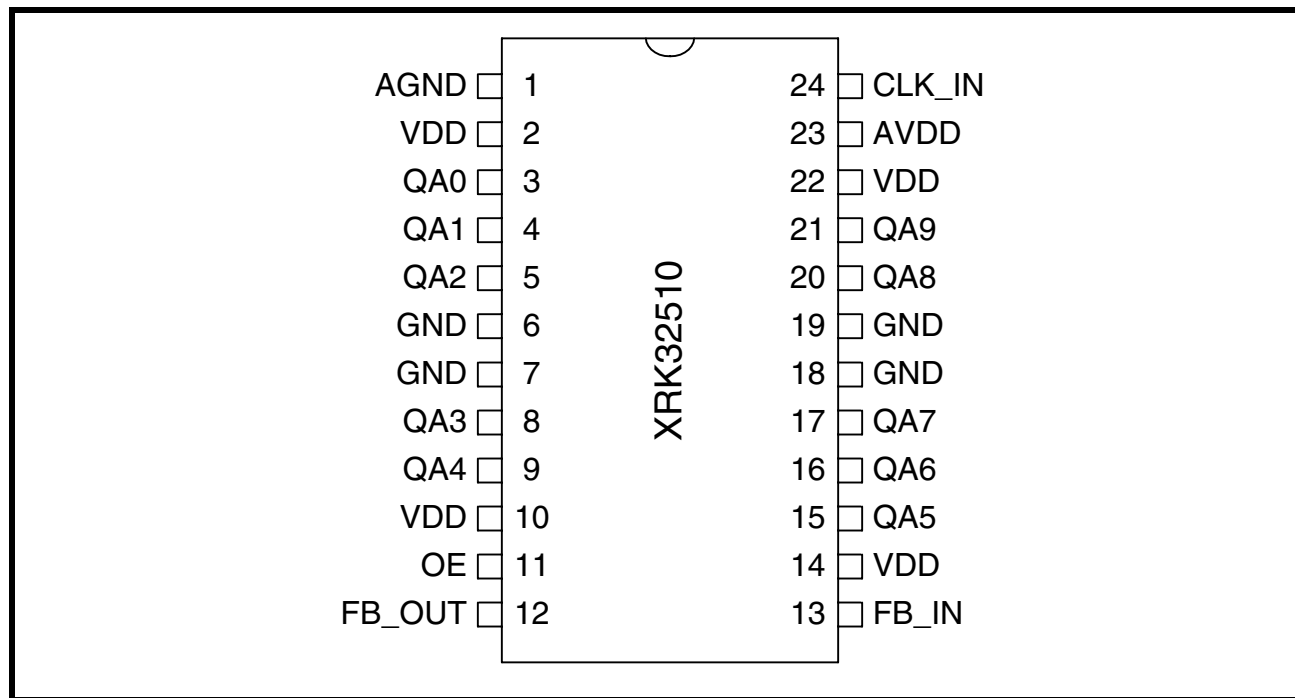 AGND 1 24 CLK_IN
VDD 2 23 AVDD
QA0 3 22 VDD
QA1 4 21 QA9
QA2 5 20 QA8
GND 6 19 GND
GND 7 18 GND
QA3 8 17 QA7
QA4 9 16 QA6
VDD 10 15 QA5
OE 11 14 VDD
FB_OUT 12 13 FB_IN
XRK32510